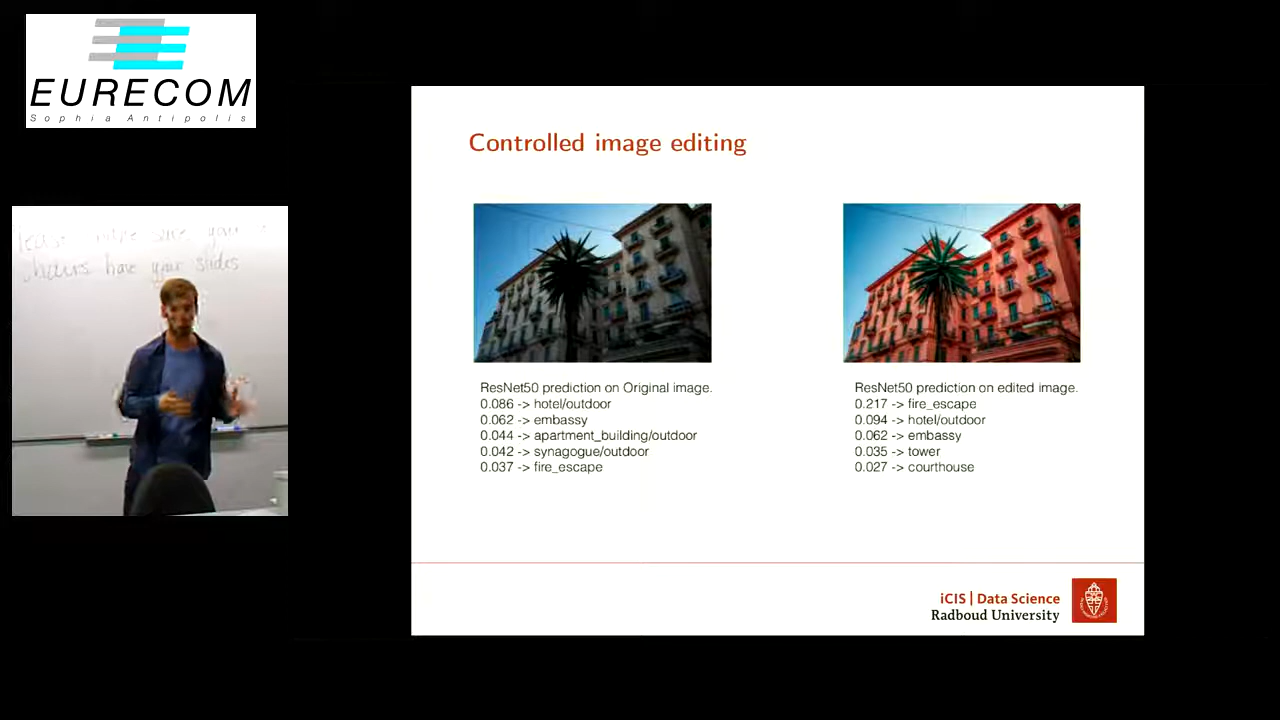 EURECOM
Sophia Antipolis
make sure your
have your slides
Controlled image editing
ResNet50 prediction on Original image.
0.086 -> hotel/outdoor
0.062 -> embassy
0.044 -> apartment_building/outdoor
0.042 -> synagogue/outdoor
0.037 -> fire_escape
ResNet50 prediction on edited image.
0.217 -> fire_escape
0.094 -> hotel/outdoor
0.062 -> embassy
0.035 -> tower
0.027 -> courthouse
iCIS | Data Science
Radboud University